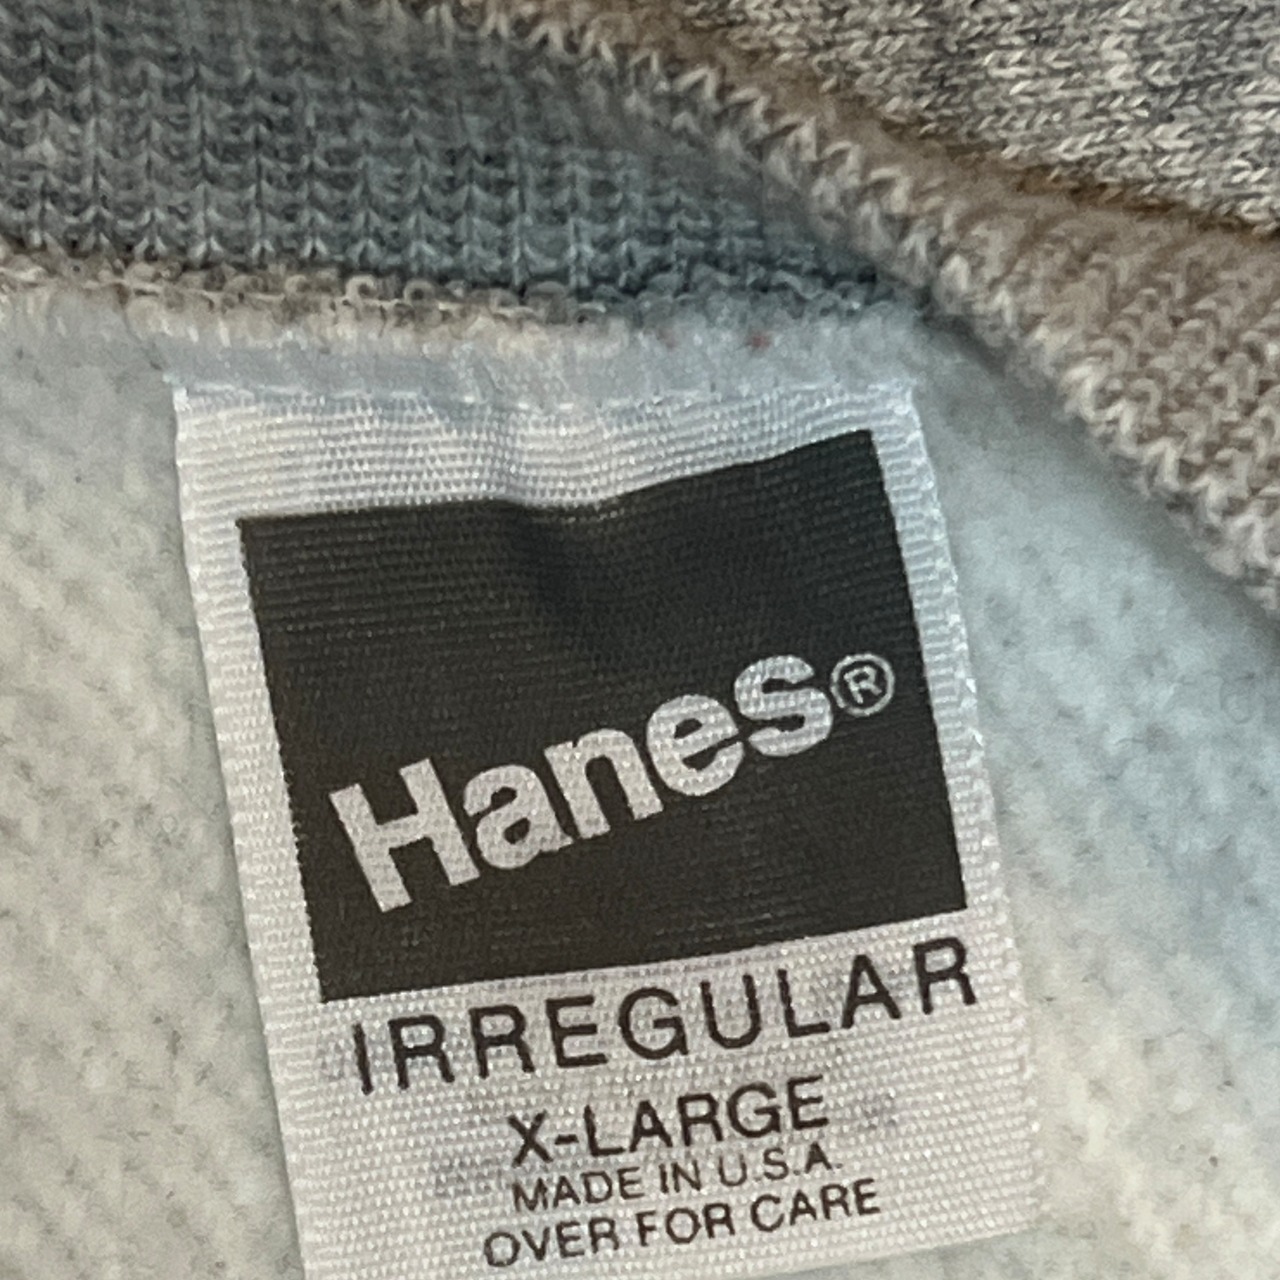 Hanes®
IRREGULAR
X-LARGE
MADE IN U.S.A.
OVER FOR CARE